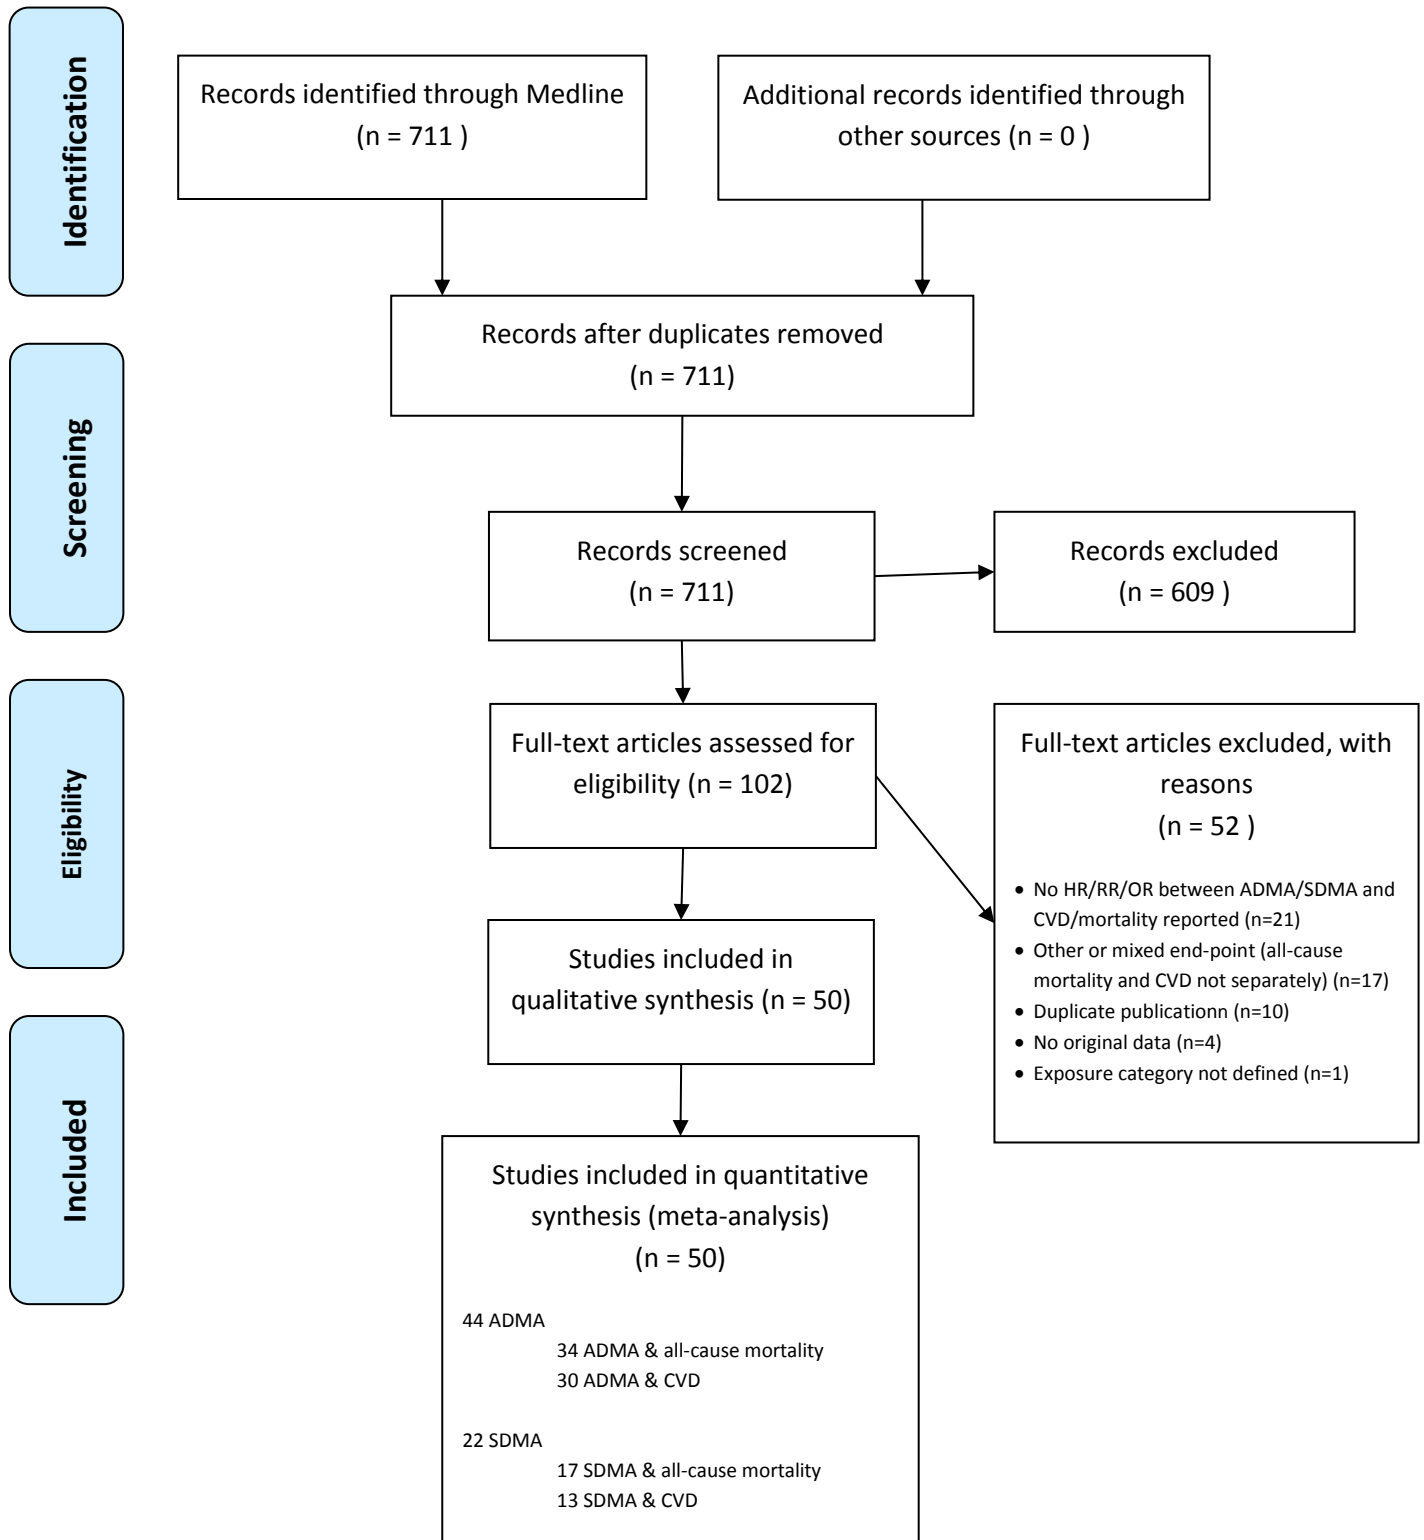 Identification
Records identified through Medline
(n = 711 )
Additional records identified through
other sources (n = 0 )
Records after duplicates removed
(n = 711)
Screening
Records screened
(n = 711)
Records excluded
(n = 609 )
Eligibility
Full-text articles assessed for
eligibility (n = 102)
Full-text articles excluded, with
reasons
(n = 52 )
• No HR/RR/OR between ADMA/SDMA and
CVD/mortality reported (n=21)
• Other or mixed end-point (all-cause
mortality and CVD not separately) (n=17)
• Duplicate publicationn (n=10)
• No original data (n=4)
• Exposure category not defined (n=1)
Studies included in
qualitative synthesis (n = 50)
Included
Studies included in quantitative
synthesis (meta-analysis)
(n = 50)
44 ADMA
34 ADMA & all-cause mortality
30 ADMA & CVD
22 SDMA
17 SDMA & all-cause mortality
13 SDMA & CVD